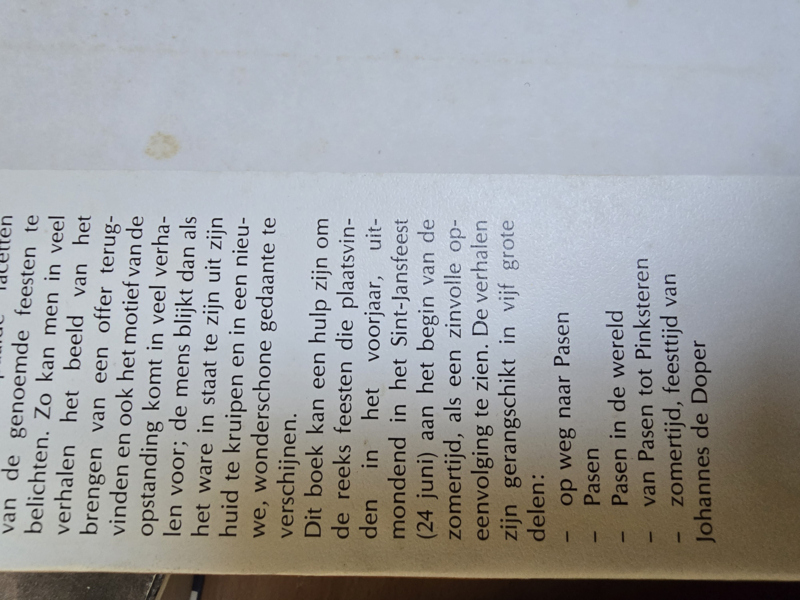 facetten
van de genoemde feesten te
belichten. Zo kan men in veel
verhalen het beeld van het
brengen van een offer terug-
vinden en ook het motief van de
opstanding komt in veel verha-
len voor; de mens blijkt dan als
het ware in staat te zijn uit zijn
huid te kruipen en in een nieu-
we, wonderschone gedaante te
verschijnen.
Dit boek kan een hulp zijn om
de reeks feesten die plaatsvin-
den in het voorjaar, uit-
mondend in het Sint-Jansfeest
(24 juni) aan het begin van de
zomertijd, als een zinvolle op-
eenvolging te zien. De verhalen
zijn gerangschikt in vijf grote
delen:
– op weg naar Pasen
– Pasen
– Pasen in de wereld
– van Pasen tot Pinksteren
– zomertijd, feesttijd van
Johannes de Doper